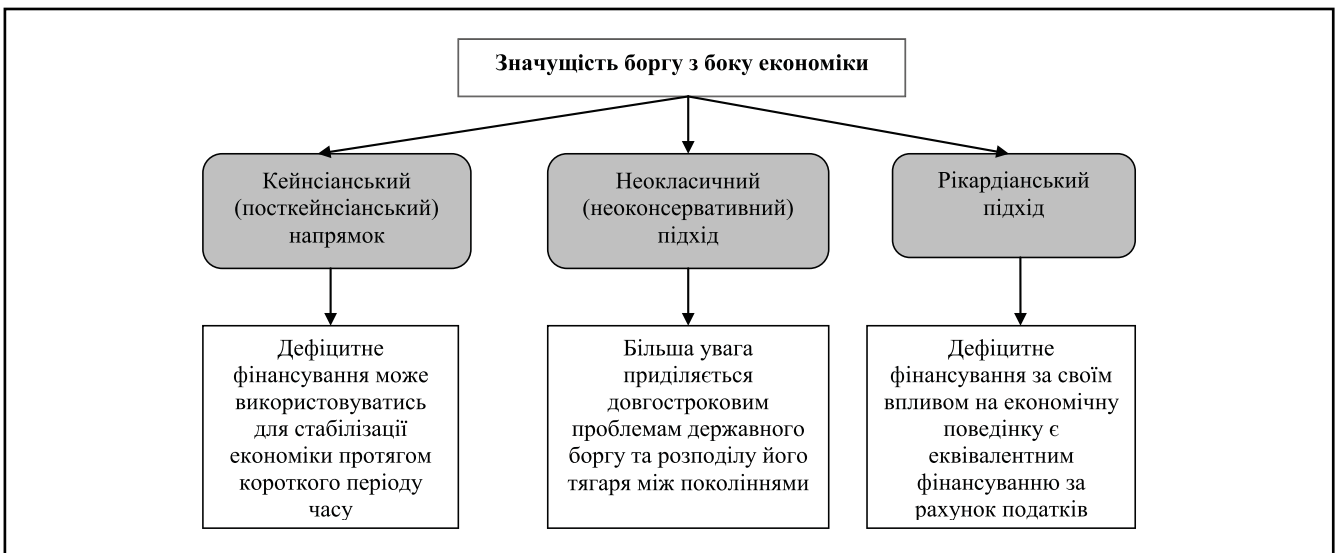 Значущість боргу з боку економіки
Кейнсіанський
(посткейнсіанський)
напрямок
Неокласичний
(неоконсервативний)
підхід
Рікардіанський
підхід
Дефіцитне
фінансування може
використовуватись
для стабілізації
економіки протягом
короткого періоду
часу
Більша увага
приділяється
довгостроковим
проблемам державного
боргу та розподілу його
тягаря між поколіннями
Дефіцитне
фінансування за своїм
впливом на економічну
поведінку є
еквівалентним
фінансуванню за
рахунок податків